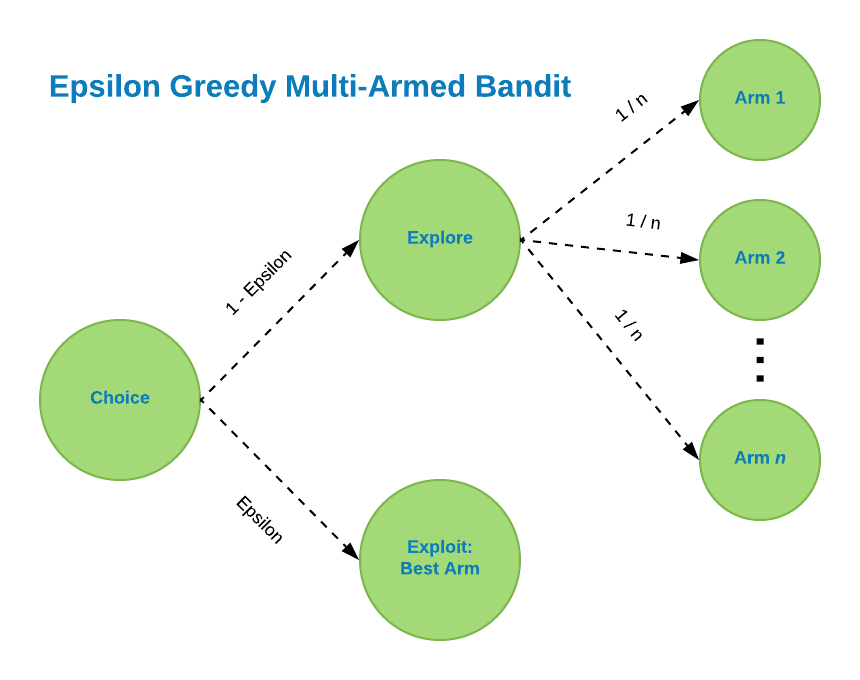 Epsilon Greedy Multi-Armed Bandit
Choice
1 - Epsilon
Epsilon
Explore
Exploit:
Best Arm
1 / n
1 / n
1 / n
Arm 1
Arm 2
Arm n